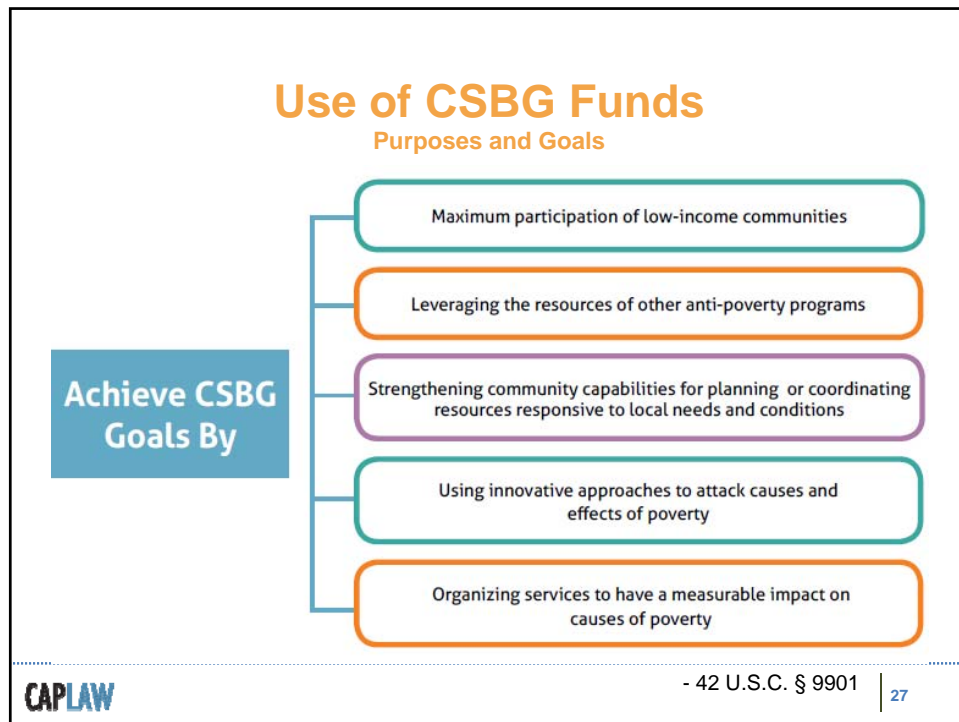 Use of CSBG Funds
Purposes and Goals
Maximum participation of low-income communities
Leveraging the resources of other anti-poverty programs
Achieve CSBG
Goals By
Strengthening community capabilities for planning or coordinating
resources responsive to local needs and conditions
Using innovative approaches to attack causes and
effects of poverty
Organizing services to have a measurable impact on
causes of poverty
CAPLAW
- 42 U.S.C. § 9901
27